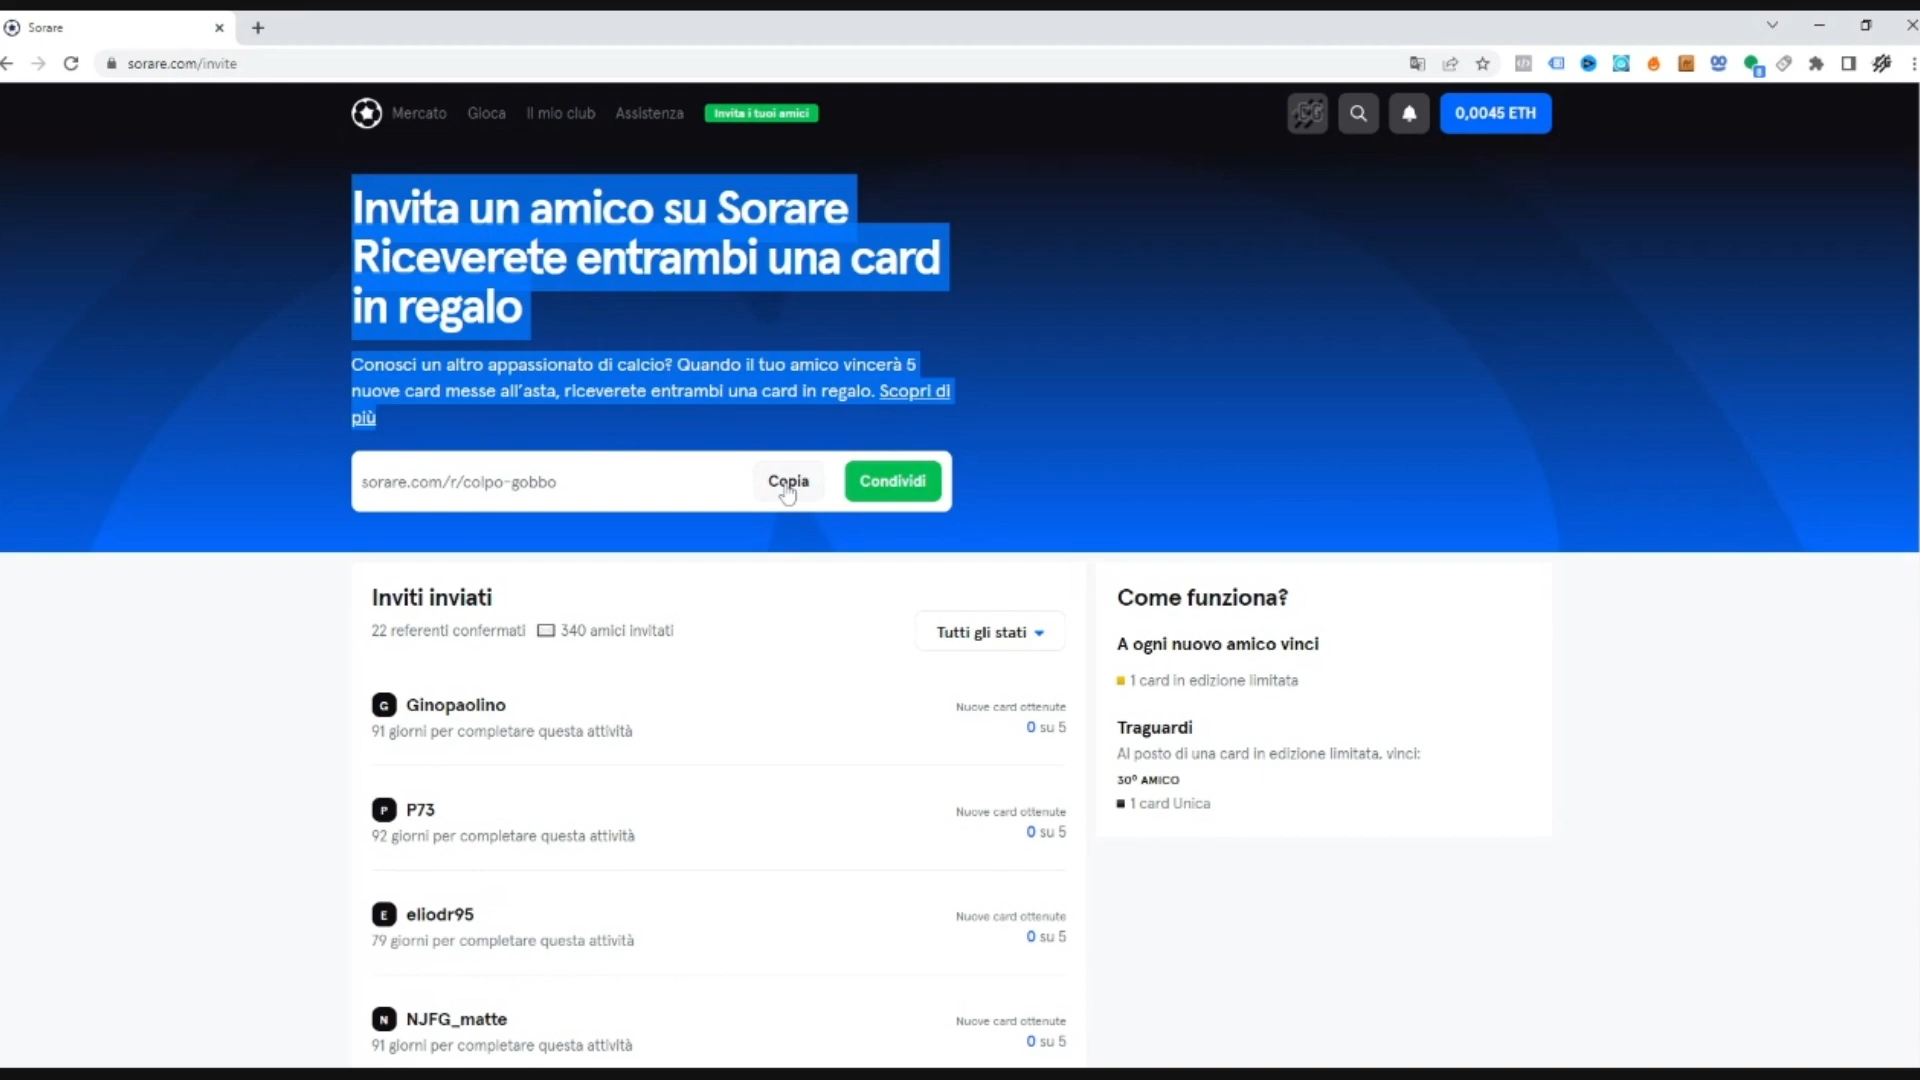 Sorare
sorare.com/invite
Mercato Gioca Il mio club Assistenza Invita i tuoi amici
0,0045 ETH
Invita un amico su Sorare
Riceverete entrambi una card
in regalo
Conosci un altro appassionato di calcio? Quando il tuo amico vincerà 5
nuove card messe all'asta, riceverete entrambi una card in regalo. Scopri di
più
sorare.com/r/colpo-gobbo
Copia
Condividi
Inviti inviati
22 referenti confermati 340 amici invitati
Tutti gli stati
G Ginopaolino
91 giorni per completare questa attività
Nuove card ottenute
0 su 5
P P73
92 giorni per completare questa attività
Nuove card ottenute
0 su 5
E eliodr95
79 giorni per completare questa attività
Nuove card ottenute
0 su 5
N NJFG_matte
91 giorni per completare questa attività
Nuove card ottenute
0 su 5
Come funziona?
A ogni nuovo amico vinci
1 card in edizione limitata
Traguardi
Al posto di una card in edizione limitata, vinci:
30º AMICO
1 card Unica